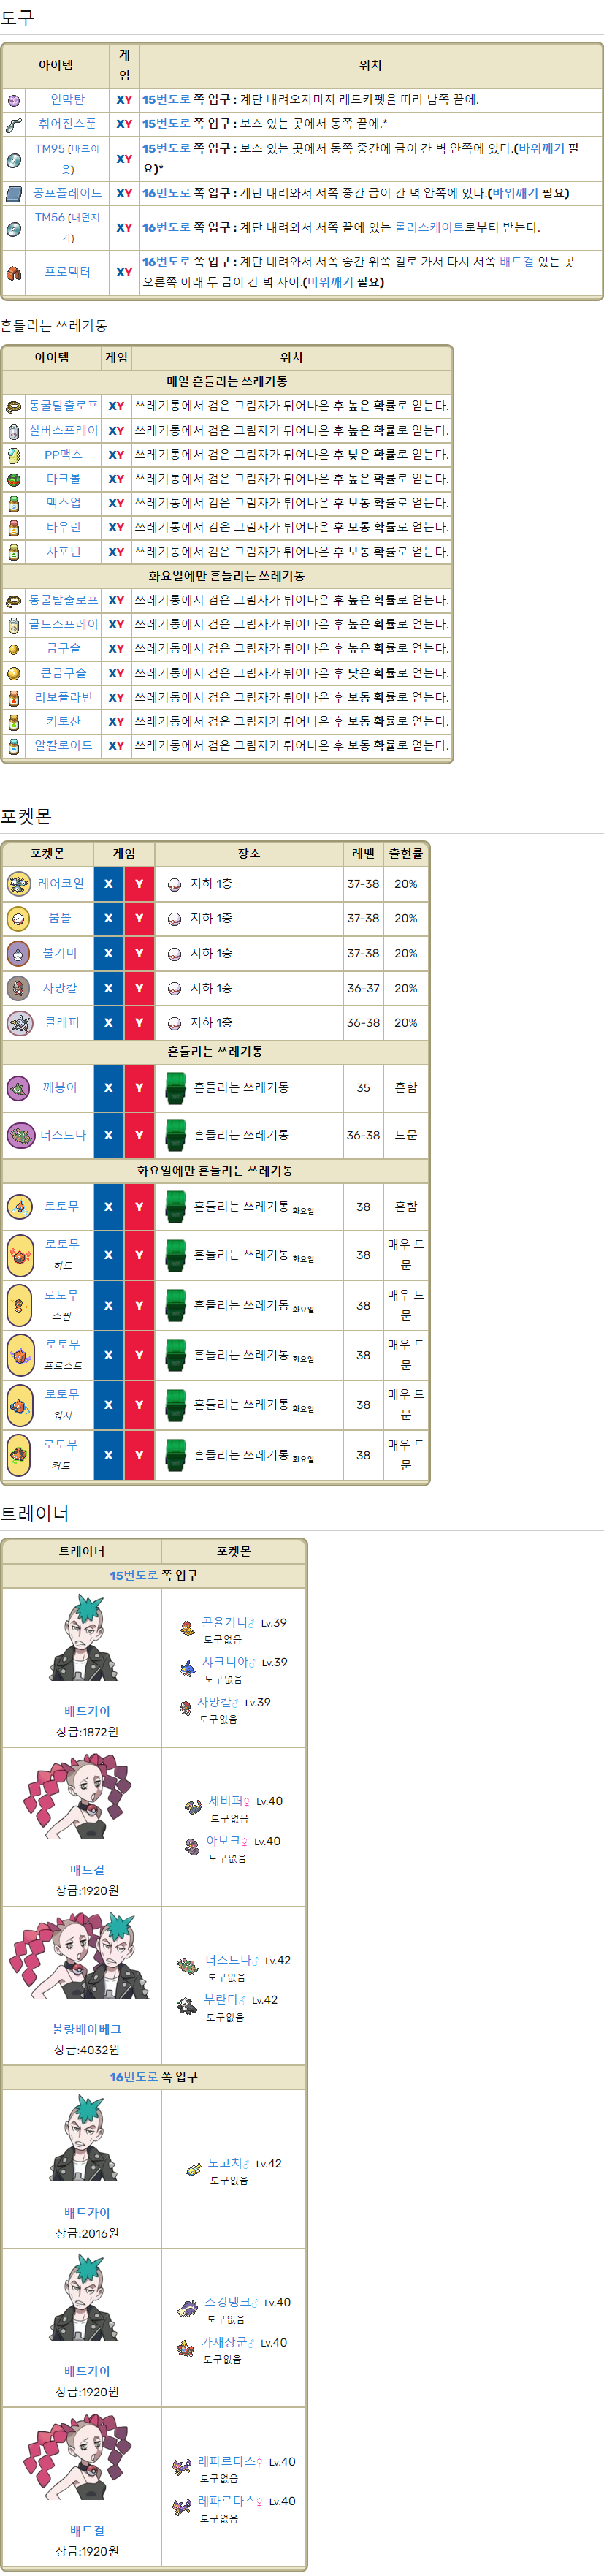 도구
아이템 게임 위치
연막탄 XY 15번도로 쪽 입구 : 계단 내려오자마자 레드카펫을 따라 남쪽 끝에.
휘어진스푼 XY 15번도로 쪽 입구 : 보스 있는 곳에서 동쪽 끝에.*
TM95 (바크아웃) XY 15번도로 쪽 입구 : 보스 있는 곳에서 동쪽 중간에 금이 간 벽 안쪽에 있다.(바위깨기 필요)*
공포플레이트 XY 16번도로 쪽 입구 : 계단 내려와서 서쪽 중간 금이 간 벽 안쪽에 있다.(바위깨기 필요)
TM56 (내던지기) XY 16번도로 쪽 입구 : 계단 내려와서 서쪽 끝에 있는 롤러스케이트로부터 받는다.
프로텍터 XY 16번도로 쪽 입구 : 계단 내려와서 서쪽 중간 위쪽 길로 가서 다시 서쪽 배드걸 있는 곳
오른쪽 아래 두 금이 간 벽 사이.(바위깨기 필요)
흔들리는 쓰레기통
아이템 게임 위치
매일 흔들리는 쓰레기통
동굴탈출로프 XY 쓰레기통에서 검은 그림자가 튀어나온 후 높은 확률로 얻는다.
실버스프레이 XY 쓰레기통에서 검은 그림자가 튀어나온 후 높은 확률로 얻는다.
PP맥스 XY 쓰레기통에서 검은 그림자가 튀어나온 후 낮은 확률로 얻는다.
다크볼 XY 쓰레기통에서 검은 그림자가 튀어나온 후 높은 확률로 얻는다.
맥스업 XY 쓰레기통에서 검은 그림자가 튀어나온 후 보통 확률로 얻는다.
타우린 XY 쓰레기통에서 검은 그림자가 튀어나온 후 보통 확률로 얻는다.
사포닌 XY 쓰레기통에서 검은 그림자가 튀어나온 후 보통 확률로 얻는다.
화요일에만 흔들리는 쓰레기통
동굴탈출로프 XY 쓰레기통에서 검은 그림자가 튀어나온 후 높은 확률로 얻는다.
골드스프레이 XY 쓰레기통에서 검은 그림자가 튀어나온 후 높은 확률로 얻는다.
금구슬 XY 쓰레기통에서 검은 그림자가 튀어나온 후 높은 확률로 얻는다.
큰금구슬 XY 쓰레기통에서 검은 그림자가 튀어나온 후 낮은 확률로 얻는다.
리보플라빈 XY 쓰레기통에서 검은 그림자가 튀어나온 후 보통 확률로 얻는다.
키토산 XY 쓰레기통에서 검은 그림자가 튀어나온 후 보통 확률로 얻는다.
알칼로이드 XY 쓰레기통에서 검은 그림자가 튀어나온 후 보통 확률로 얻는다.
포켓몬
포켓몬 게임 장소 레벨 출현률
레어코일 X Y 지하 1층 37-38 20%
붐볼 X Y 지하 1층 37-38 20%
불켜미 X Y 지하 1층 37-38 20%
자망칼 X Y 지하 1층 36-37 20%
클레피 X Y 지하 1층 36-38 20%
흔들리는 쓰레기통
깨봉이 X Y 흔들리는 쓰레기통 35 흔함
더스트나 X Y 흔들리는 쓰레기통 36-38 드문
화요일에만 흔들리는 쓰레기통
로토무 X Y 흔들리는 쓰레기통 화요일 38 흔함
로토무 히트 X Y 흔들리는 쓰레기통 화요일 38 매우 드문
로토무 스핀 X Y 흔들리는 쓰레기통 화요일 38 매우 드문
로토무 프로스트 X Y 흔들리는 쓰레기통 화요일 38 매우 드문
로토무 워시 X Y 흔들리는 쓰레기통 화요일 38 매우 드문
로토무 커트 X Y 흔들리는 쓰레기통 화요일 38 매우 드문
트레이너
트레이너 포켓몬
15번도로 쪽 입구
곤율거니♂ Lv.39
도구없음
샤크니아♂ Lv.39
도구없음
자망칼♂ Lv.39
도구없음
배드가이
상금:1872원
세비퍼♀ Lv.40
도구없음
아보크♀ Lv.40
도구없음
배드걸
상금:1920원
더스트나♂ Lv.42
도구없음
부란다♂ Lv.42
도구없음
불량배아베크
상금:4032원
16번도로 쪽 입구
노고치♂ Lv.42
도구없음
배드가이
상금:2016원
스컹탱크♂ Lv.40
도구없음
가재장군♂ Lv.40
도구없음
배드가이
상금:1920원
레파르다스♀ Lv.40
도구없음
레파르다스♀ Lv.40
도구없음
배드걸
상금:1920원